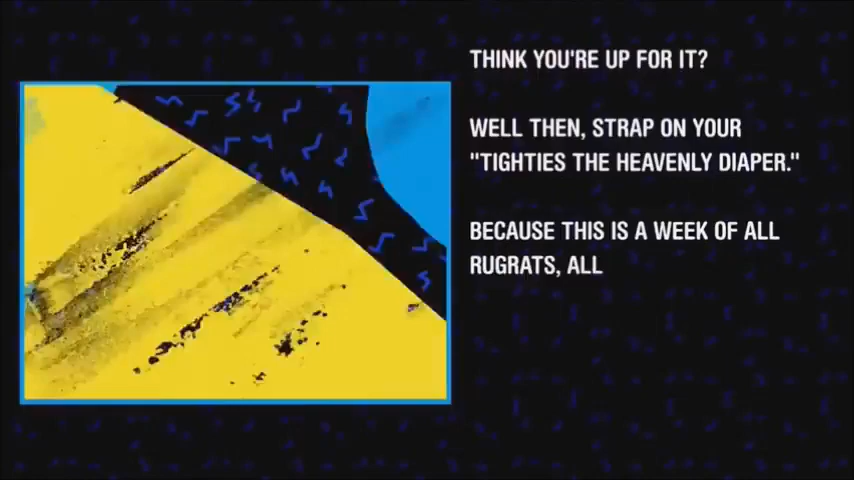 THINK YOU'RE UP FOR IT?
WELL THEN, STRAP ON YOUR
"TIGHTIES THE HEAVENLY DIAPER."
BECAUSE THIS IS A WEEK OF ALL
RUGRATS, ALL